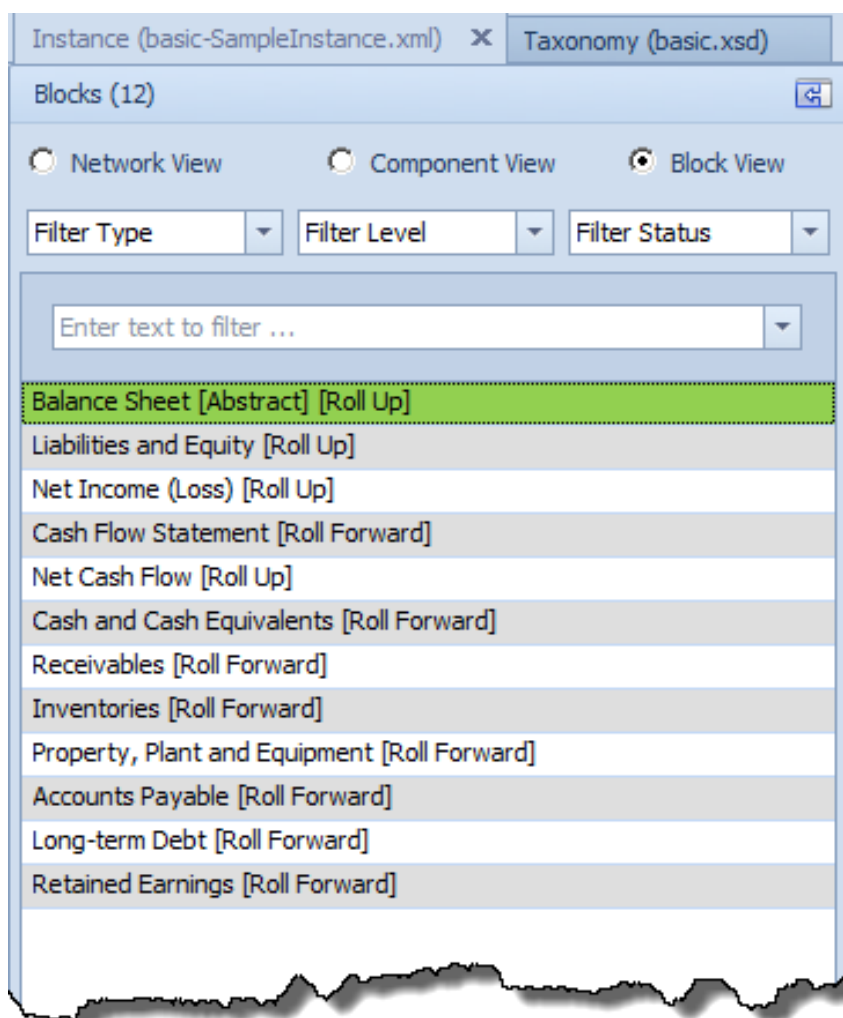 Instance (basic-SampleInstance.xml) Taxonomy (basic.xsd)
Blocks (12)
Network View Component View Block View
Filter Type Filter Level Filter Status
Enter text to filter ...
Balance Sheet [Abstract] [Roll Up]
Liabilities and Equity [Roll Up]
Net Income (Loss) [Roll Up]
Cash Flow Statement [Roll Forward]
Net Cash Flow [Roll Up]
Cash and Cash Equivalents [Roll Forward]
Receivables [Roll Forward]
Inventories [Roll Forward]
Property, Plant and Equipment [Roll Forward]
Accounts Payable [Roll Forward]
Long-term Debt [Roll Forward]
Retained Earnings [Roll Forward]